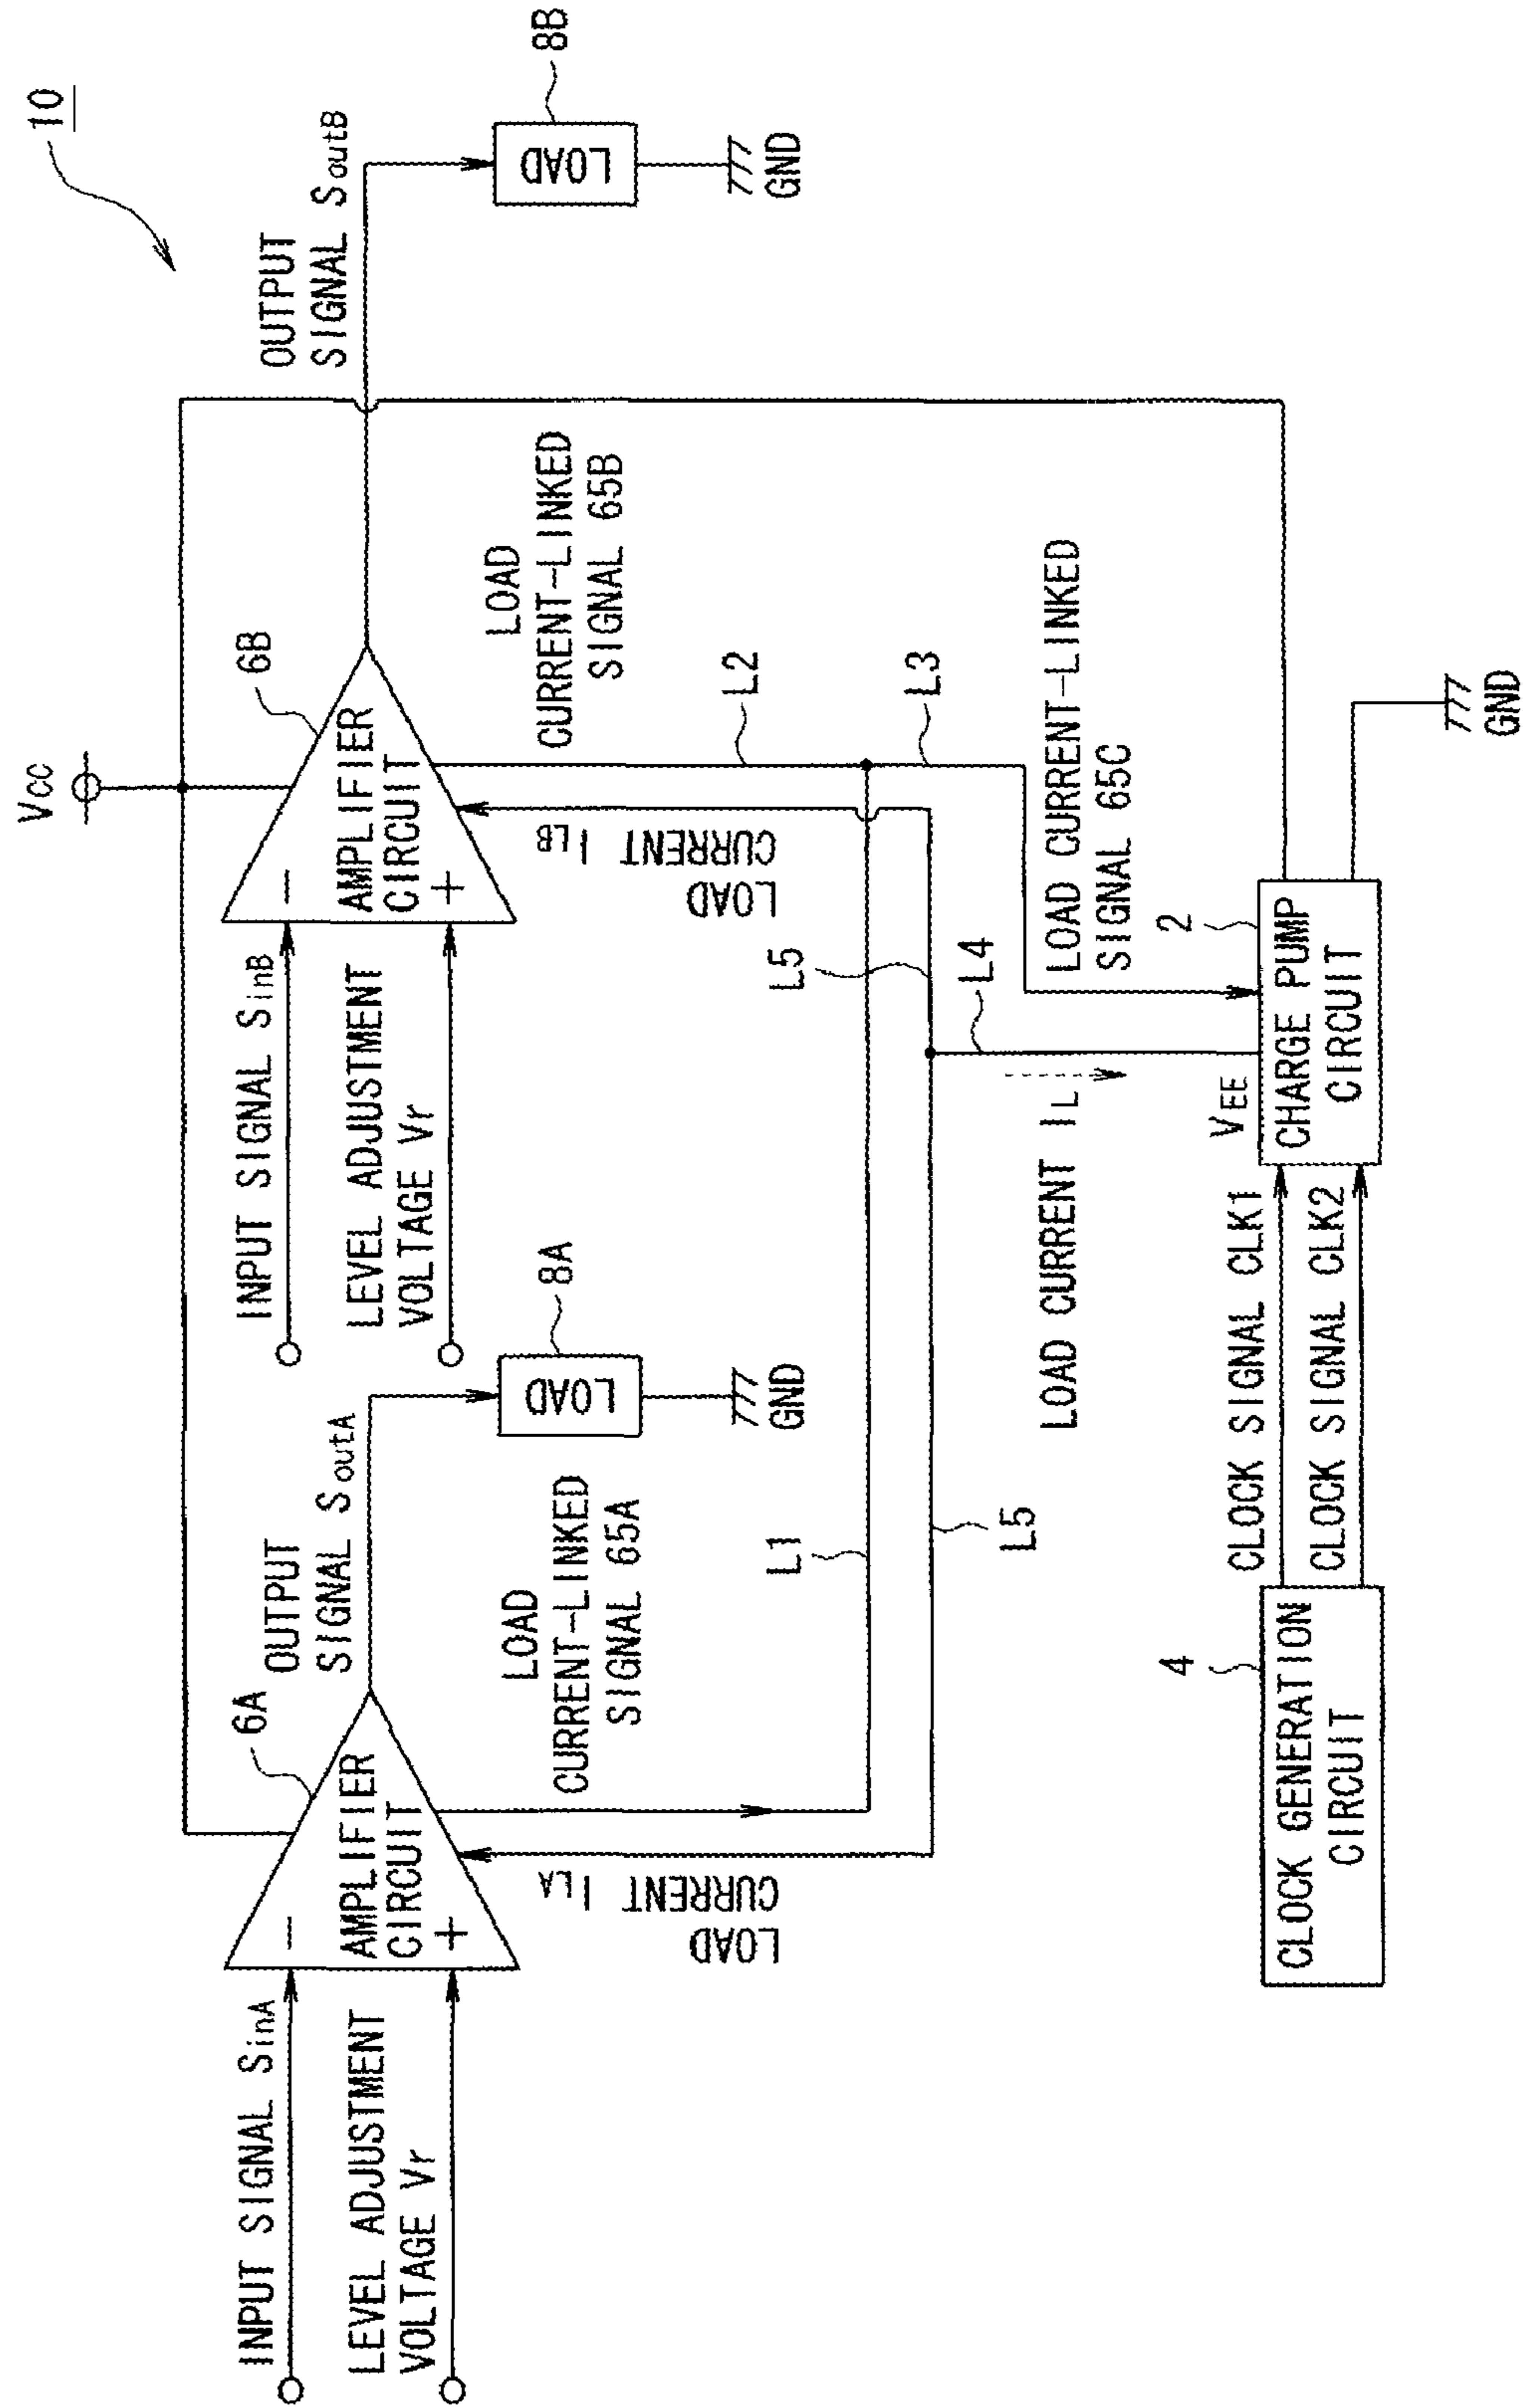 10
Vcc
INPUT SIGNAL SinA
LEVEL ADJUSTMENT
VOLTAGE Vr
6A
−
AMPLIFIER
CIRCUIT
+
OUTPUT
SIGNAL SoutA
LOAD
8A
GND
LOAD
CURRENT-LINKED
SIGNAL 65A
LOAD
CURRENT ILA
INPUT SIGNAL SinB
LEVEL ADJUSTMENT
VOLTAGE Vr
6B
−
AMPLIFIER
CIRCUIT
+
OUTPUT
SIGNAL SoutB
LOAD
8B
GND
LOAD
CURRENT-LINKED
SIGNAL 65B
LOAD
CURRENT ILB
L1
L2
L3
L5
L5
L4
LOAD CURRENT IL
LOAD CURRENT-LINKED
SIGNAL 65C
VEE
2
CHARGE PUMP
CIRCUIT
GND
CLOCK SIGNAL CLK1
CLOCK SIGNAL CLK2
4
CLOCK GENERATION
CIRCUIT